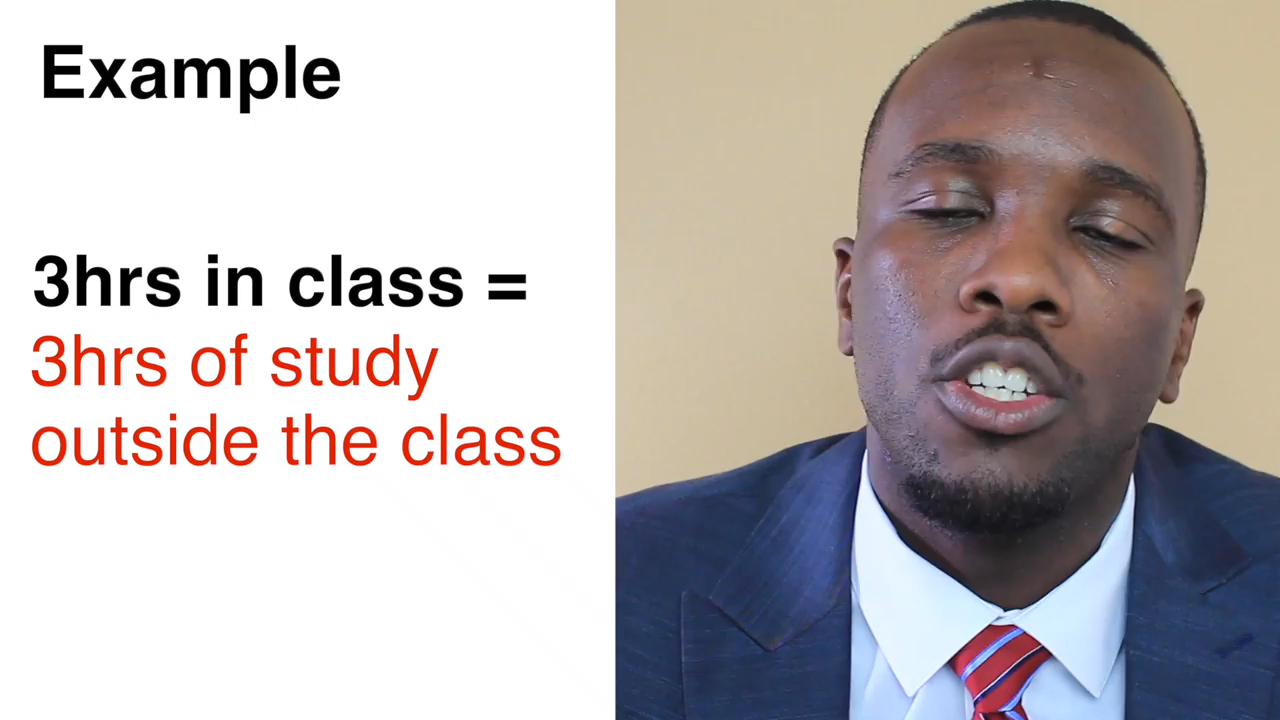 Example
3hrs in class =
3hrs of study
outside the class